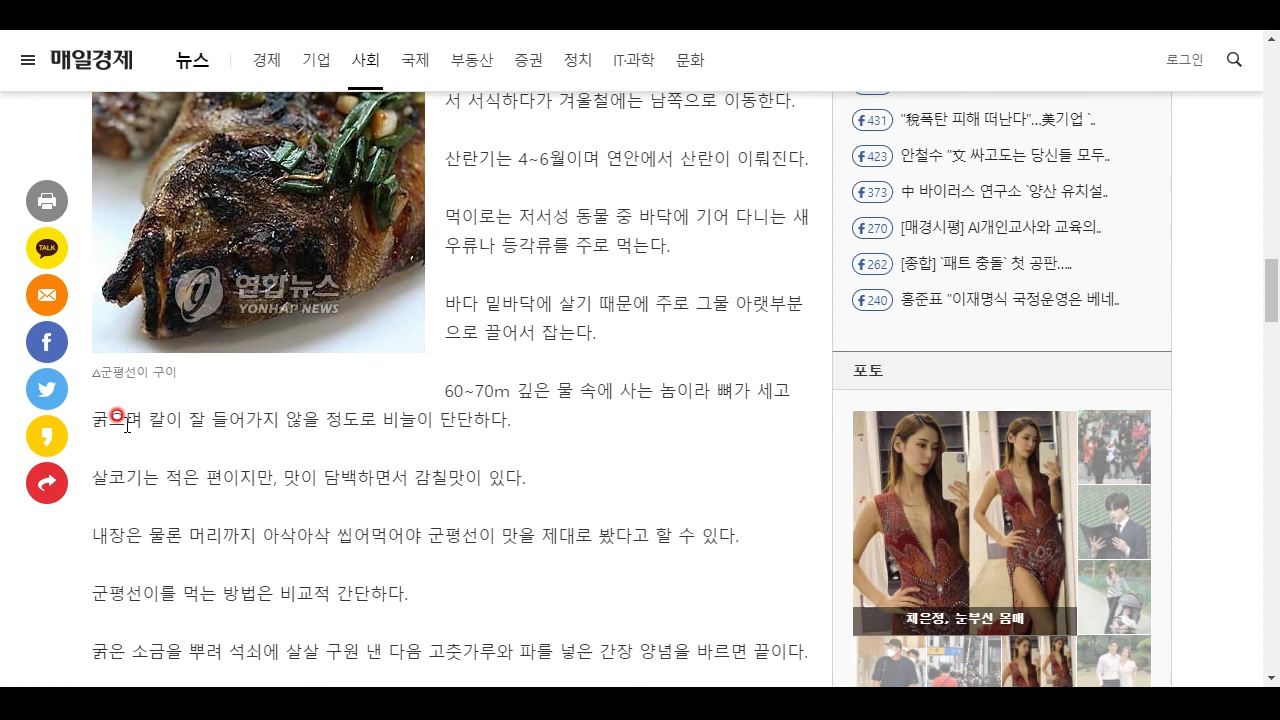 매일경제
뉴스
경제
기업
사회
국제
부동산
증권
정치
IT·과학
문화
로그인
TALK
연합뉴스
YONHAP NEWS
△군평선이 구이
서 서식하다가 겨울철에는 남쪽으로 이동한다.
산란기는 4~6월이며 연안에서 산란이 이뤄진다.
먹이로는 저서성 동물 중 바닥에 기어 다니는 새
우류나 등각류를 주로 먹는다.
바다 밑바닥에 살기 때문에 주로 그물 아랫부분
으로 끌어서 잡는다.
60~70m 깊은 물 속에 사는 놈이라 뼈가 세고
굵으며 칼이 잘 들어가지 않을 정도로 비늘이 단단하다.
살코기는 적은 편이지만, 맛이 담백하면서 감칠맛이 있다.
내장은 물론 머리까지 아삭아삭 씹어먹어야 군평선이 맛을 제대로 봤다고 할 수 있다.
군평선이를 먹는 방법은 비교적 간단하다.
굵은 소금을 뿌려 석쇠에 살살 구워 낸 다음 고춧가루와 파를 넣은 간장 양념을 바르면 끝이다.
431 "稅폭탄 피해 떠난다"...美기업 `..
423 안철수 "文 싸고도는 당신들 모두..
373 中 바이러스 연구소 `양산 유치설..
270 [매경시평] AI개인교사와 교육의..
262 [종합] `패트 충돌` 첫 공판.....
240 홍준표 "이재명식 국정운영은 베네..
포토
채은정, 눈부신 몸매